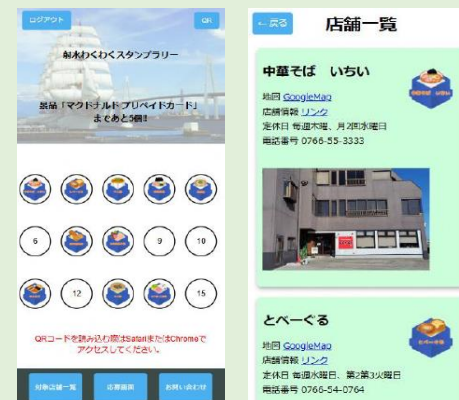 ログアウト
QR
射水わくわくスタンプラリー
景品「マクドナルドプリペイドカード」
まであと5個!!
6
9
10
12
15
QRコードを読み込む際はSafariまたはChromeで
アクセスしてください。
対象店舗一覧
応募画面
お問い合わせ
←戻る
店舗一覧
中華そば いちい
地図 GoogleMap
店舗情報 リンク
定休日 毎週木曜、月2回水曜日
電話番号 0766-55-3333
とべーぐる
地図 GoogleMap
店舗情報 リンク
定休日 毎週水曜日、第2第3火曜日
電話番号 0766-54-0764